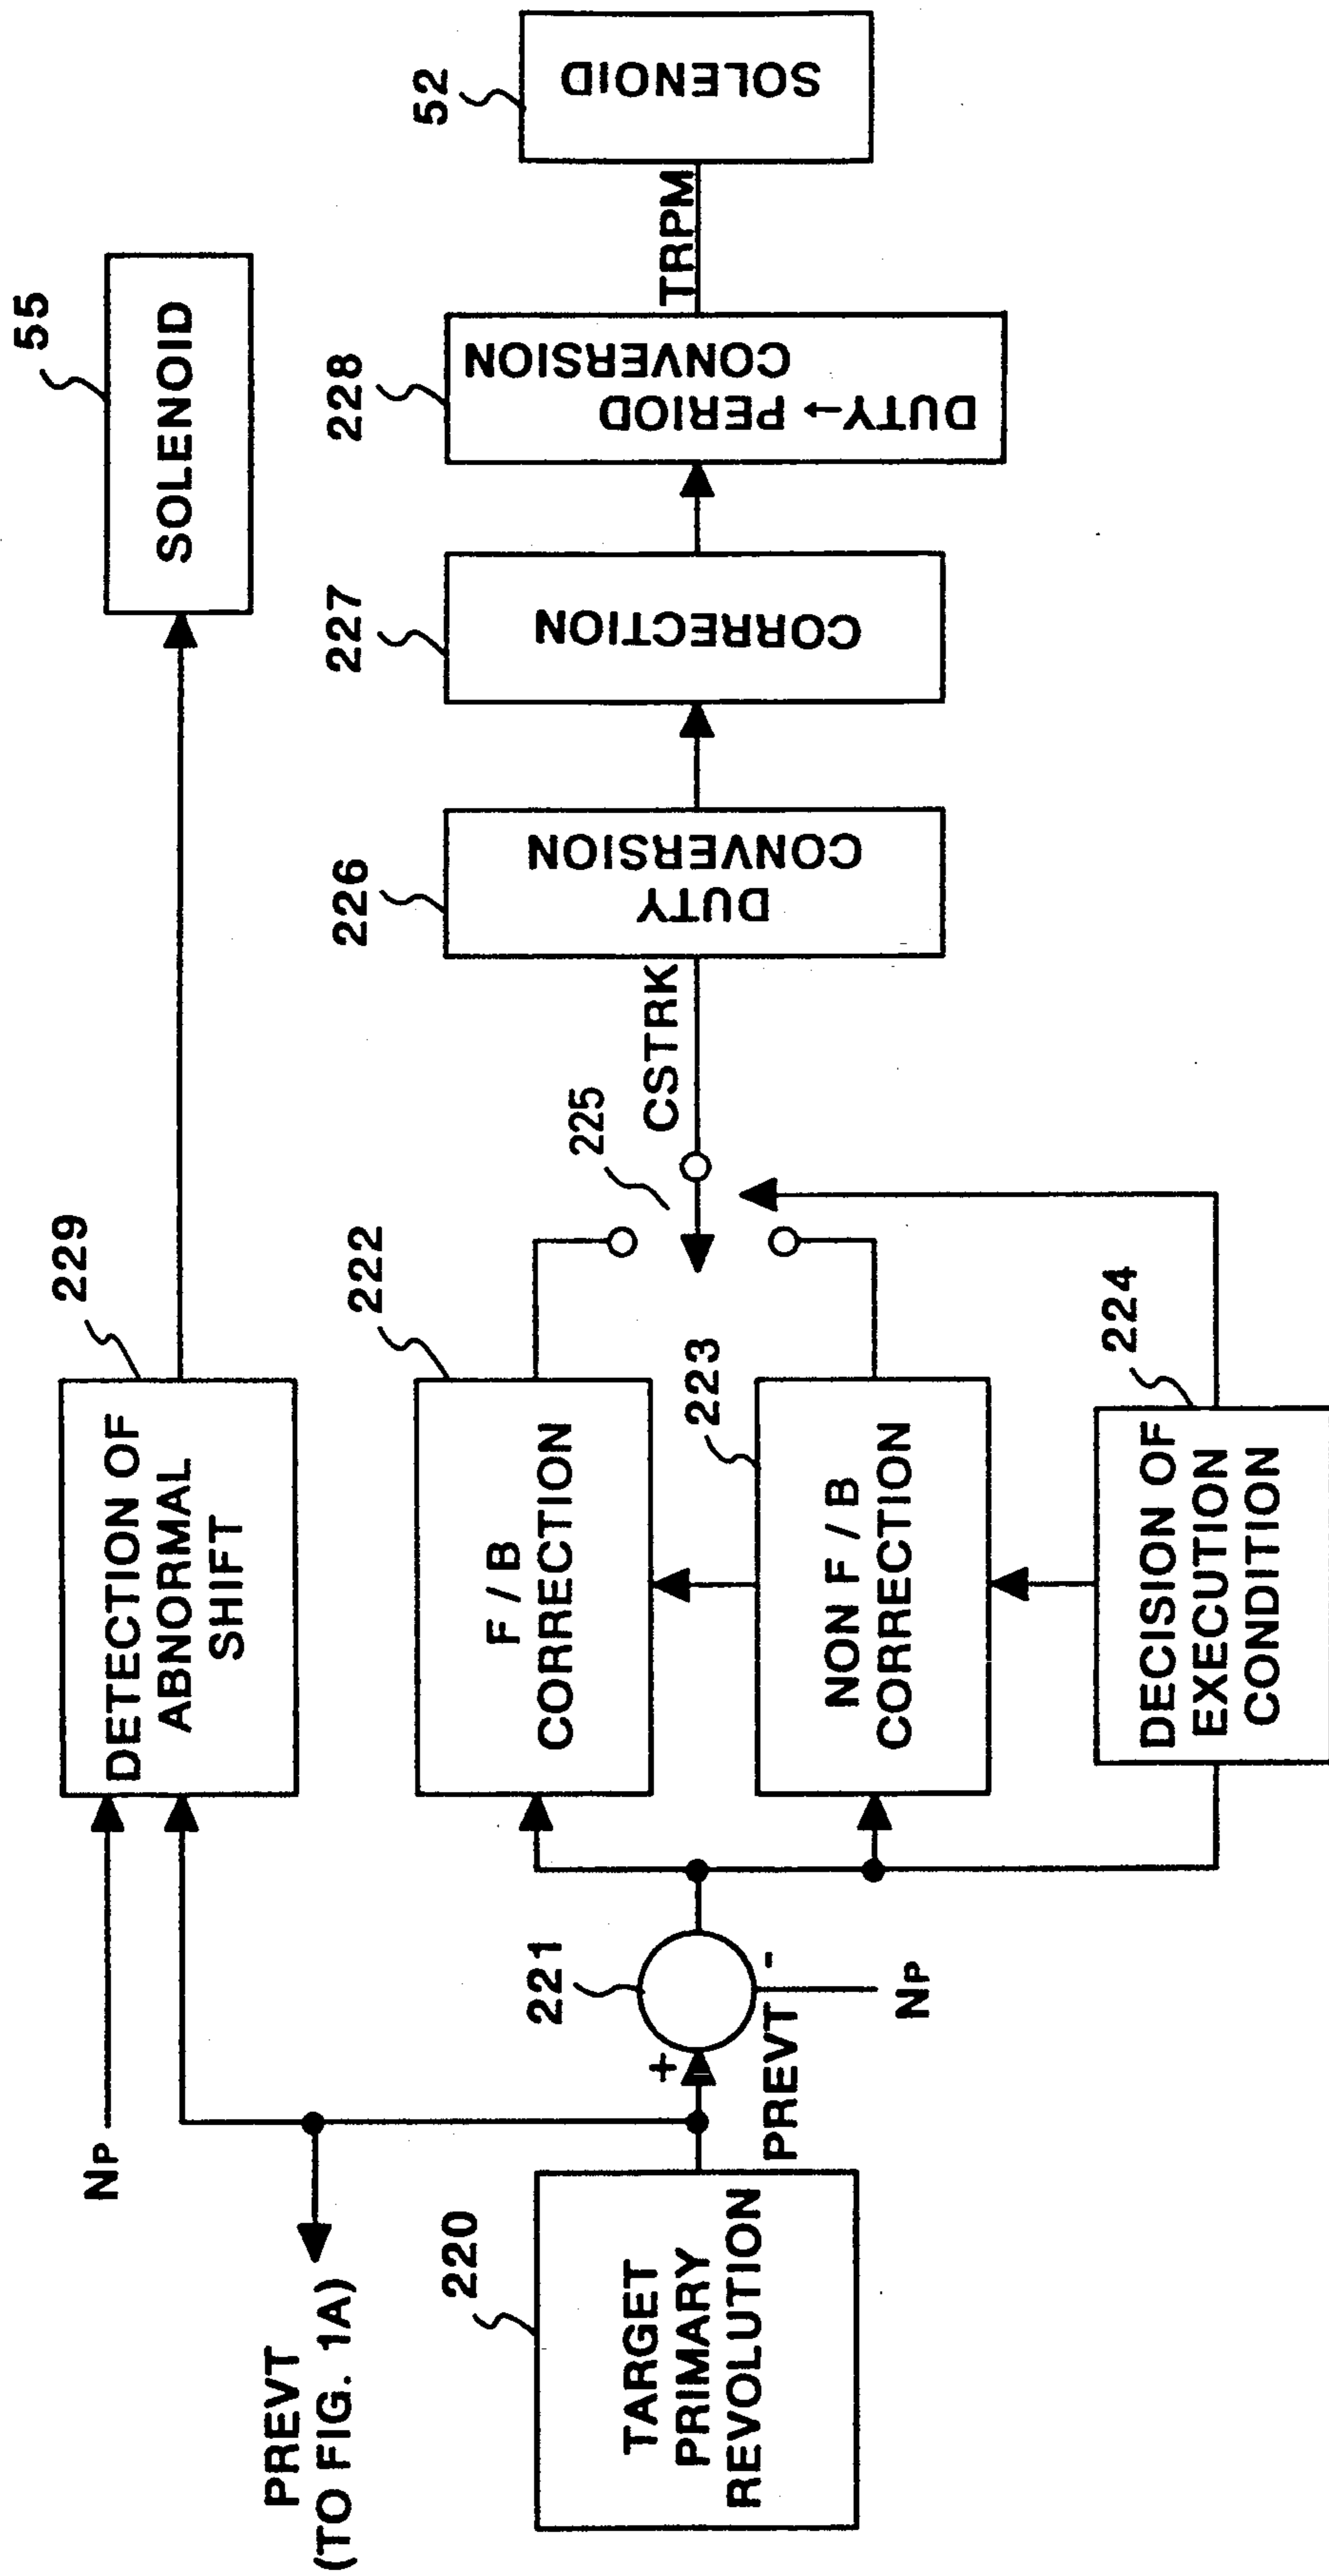 NP
PREVT
(TO FIG. 1A)
229
DETECTION OF
ABNORMAL
SHIFT
55
SOLENOID
220
TARGET
PRIMARY
REVOLUTION
PREVT
+
-
221
NP
222
F / B
CORRECTION
223
NON F / B
CORRECTION
224
DECISION OF
EXECUTION
CONDITION
225
CSTRK
226
DUTY
CONVERSION
227
CORRECTION
228
DUTY→PERIOD
CONVERSION
TRPM
52
SOLENOID